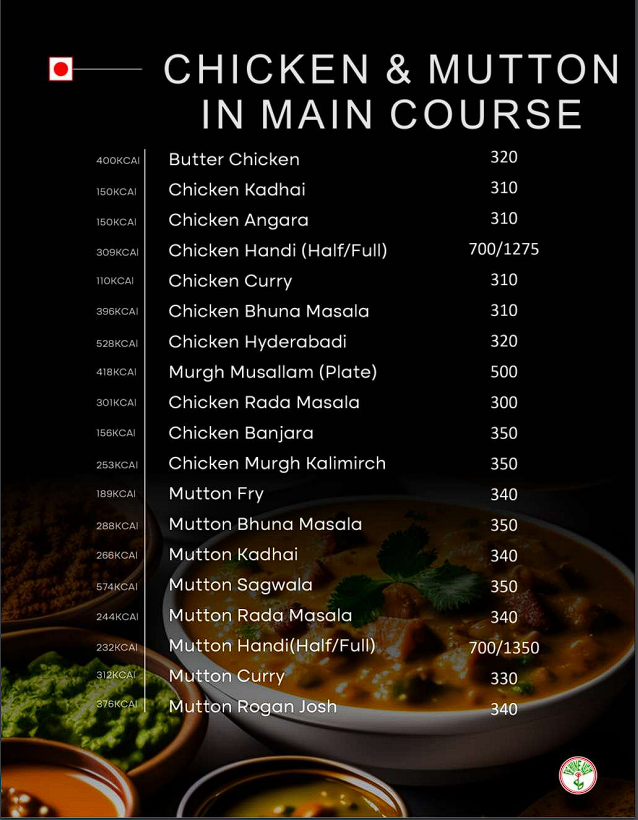 CHICKEN & MUTTON
IN MAIN COURSE
400KCAl Butter Chicken 320
150KCAl Chicken Kadhai 310
150KCAl Chicken Angara 310
309KCAl Chicken Handi (Half/Full) 700/1275
110KCAl Chicken Curry 310
396KCAl Chicken Bhuna Masala 310
528KCAl Chicken Hyderabadi 320
418KCAl Murgh Musallam (Plate) 500
301KCAl Chicken Rada Masala 300
156KCAl Chicken Banjara 350
253KCAl Chicken Murgh Kalimirch 350
189KCAl Mutton Fry 340
288KCAl Mutton Bhuna Masala 350
266KCAl Mutton Kadhai 340
574KCAl Mutton Sagwala 350
244KCAl Mutton Rada Masala 340
232KCAl Mutton Handi(Half/Full) 700/1350
312KCAl Mutton Curry 330
376KCAl Mutton Rogan Josh 340